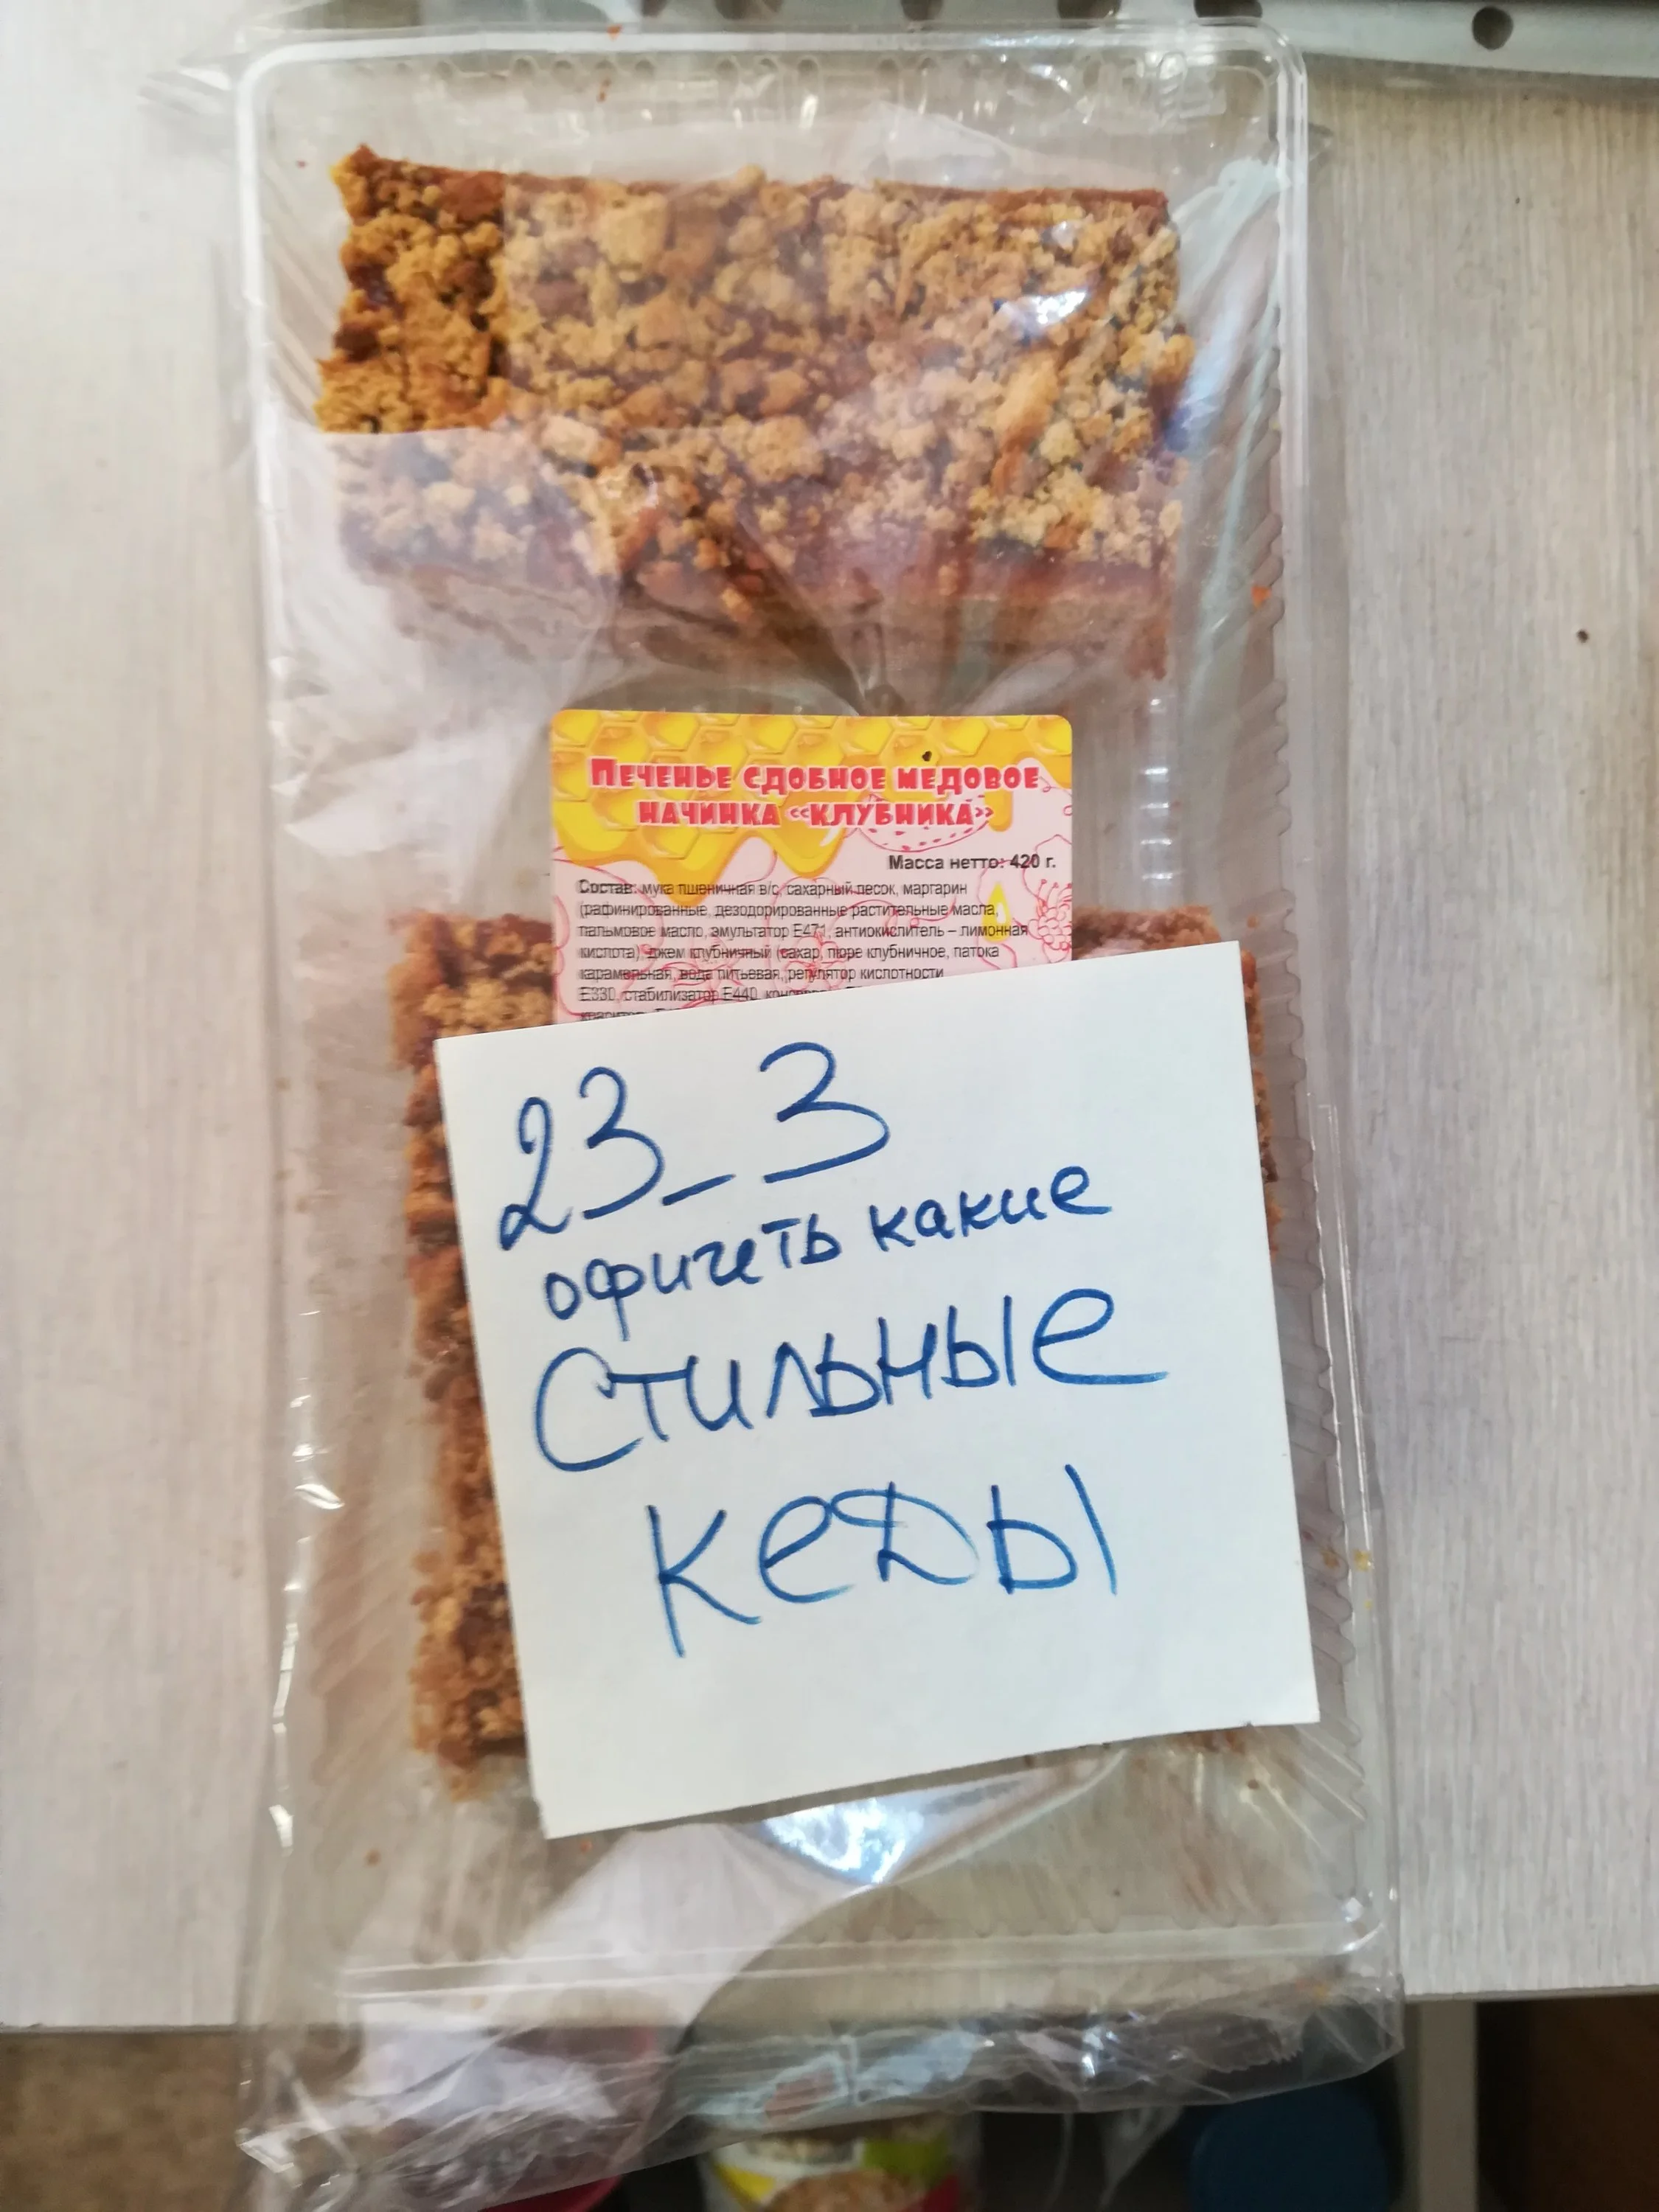 Печенье сдобное медовое
начинка «клубника»
Масса нетто: 420 г.
Состав: мука пшеничная в/с, сахарный песок, маргарин
(рафинированные, дезодорированные растительные масла,
пальмовое масло, эмультатор Е471, антиокислитель – лимонная
кислота), джем клубничный (сахар, пюре клубничное, патока
карамельная, вода питьевая, регулятор кислотности
Е330, стабилизатор Е440,
23_3
офигеть какие
стильные
кеды